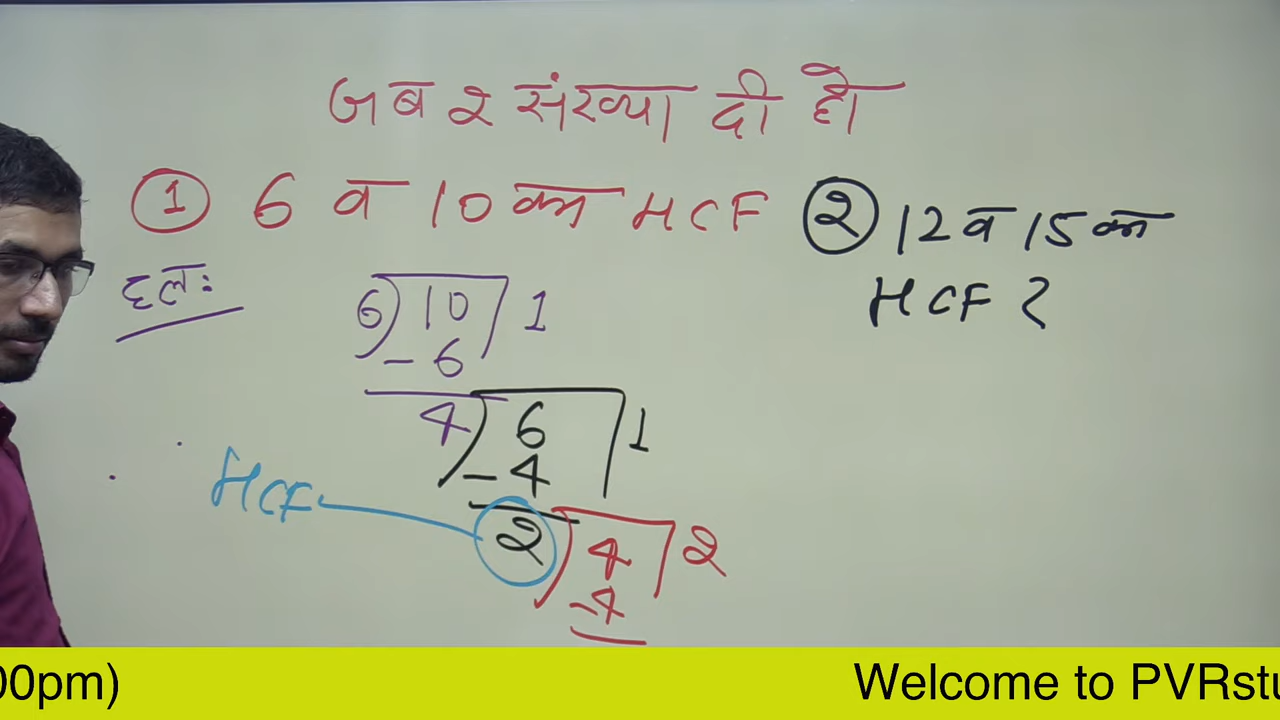 जब 2 संख्या दी हो
① 6 व 10 का HCF
② 12 व 15 का
HCF ?
हल:
6) 10 ( 1
- 6
4) 6 ( 1
- 4
HCF
2) 4 ( 2
- 4
00pm)
Welcome to PVRstu